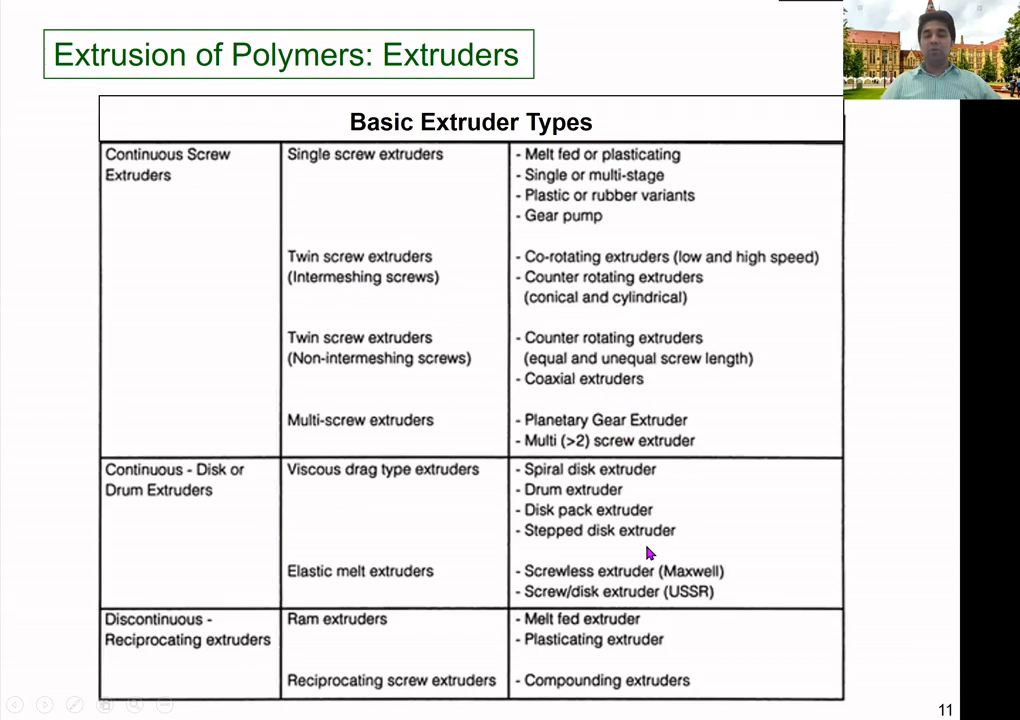 Extrusion of Polymers: Extruders
Basic Extruder Types
Continuous Screw
Extruders
Single screw extruders
- Melt fed or plasticating
- Single or multi-stage
- Plastic or rubber variants
- Gear pump
Twin screw extruders
(Intermeshing screws)
- Co-rotating extruders (low and high speed)
- Counter rotating extruders
(conical and cylindrical)
Twin screw extruders
(Non-intermeshing screws)
- Counter rotating extruders
(equal and unequal screw length)
- Coaxial extruders
Multi-screw extruders
- Planetary Gear Extruder
- Multi (>2) screw extruder
Continuous - Disk or
Drum Extruders
Viscous drag type extruders
- Spiral disk extruder
- Drum extruder
- Disk pack extruder
- Stepped disk extruder
Elastic melt extruders
- Screwless extruder (Maxwell)
- Screw/disk extruder (USSR)
Discontinuous -
Reciprocating extruders
Ram extruders
- Melt fed extruder
- Plasticating extruder
Reciprocating screw extruders
- Compounding extruders
11